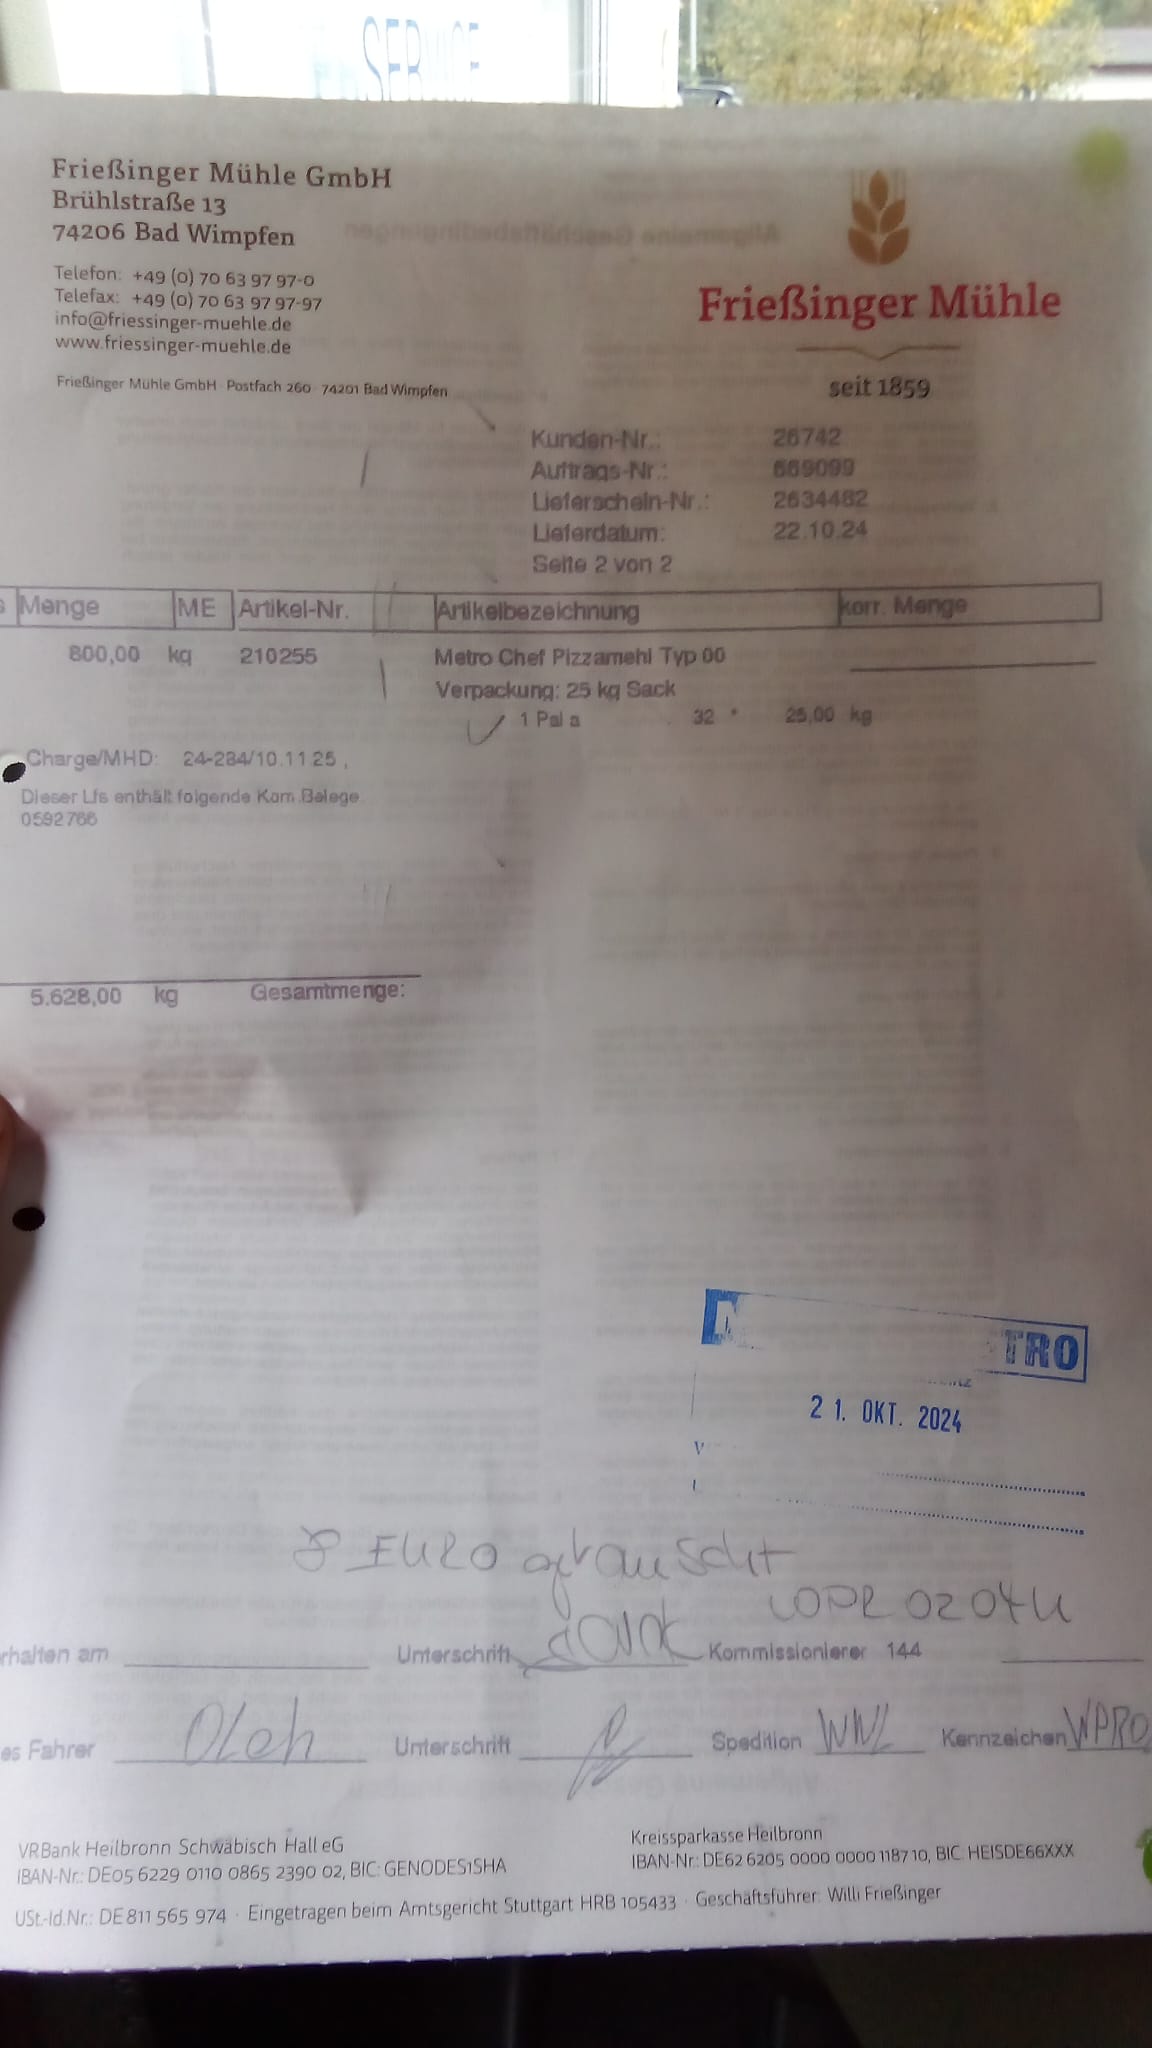 SERVICE
Frießinger Mühle GmbH
Brühlstraße 13
74206 Bad Wimpfen
Telefon: +49 (0) 70 63 97 97-0
Telefax: +49 (0) 70 63 97 97-97
info@friessinger-muehle.de
www.friessinger-muehle.de
Frießinger Mühle GmbH · Postfach 260 · 74201 Bad Wimpfen
Frießinger Mühle
seit 1859
Kunden-Nr.: 26742
Auftrags-Nr.: 669099
Lieferschein-Nr.: 2634482
Lieferdatum: 22.10.24
Seite 2 von 2
s Menge ME Artikel-Nr. Artikelbezeichnung korr. Menge
800,00 kg 210255 Metro Chef Pizzamehl Typ 00
Verpackung: 25 kg Sack
1 Pal a 32 * 25,00 kg
Charge/MHD: 24-284/10.11.25 ,
Dieser Lfs enthält folgende Kom.Belege
0592766
5.628,00 kg Gesamtmenge:
TRO
21. OKT. 2024
8 EURO getauscht
WPR 0204U
rhalten am Unterschrift Kommissionierer 144
es Fahrer Oleh Unterschrift Spedition WNL Kennzeichen WPRO
VRBank Heilbronn Schwäbisch Hall eG
IBAN-Nr.: DE05 6229 0110 0865 2390 02, BIC: GENODES1SHA
Kreissparkasse Heilbronn
IBAN-Nr.: DE62 6205 0000 0000 1187 10, BIC: HEISDE66XXX
USt.-Id.Nr.: DE 811 565 974 · Eingetragen beim Amtsgericht Stuttgart HRB 105433 · Geschäftsführer: Willi Frießinger